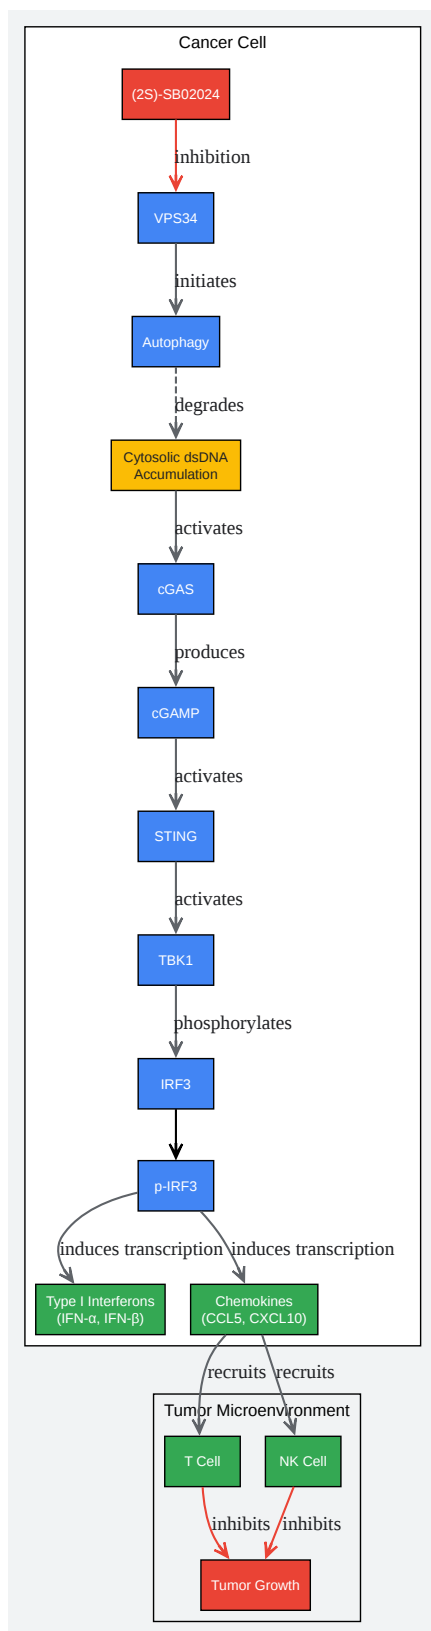 Cancer Cell
(2S)-SB02024
inhibition
VPS34
initiates
Autophagy
degrades
Cytosolic dsDNA
Accumulation
activates
cGAS
produces
cGAMP
activates
STING
activates
TBK1
phosphorylates
IRF3
p-IRF3
induces transcription
induces transcription
Type I Interferons
(IFN-α, IFN-β)
Chemokines
(CCL5, CXCL10)
recruits
recruits
Tumor Microenvironment
T Cell
NK Cell
inhibits
inhibits
Tumor Growth